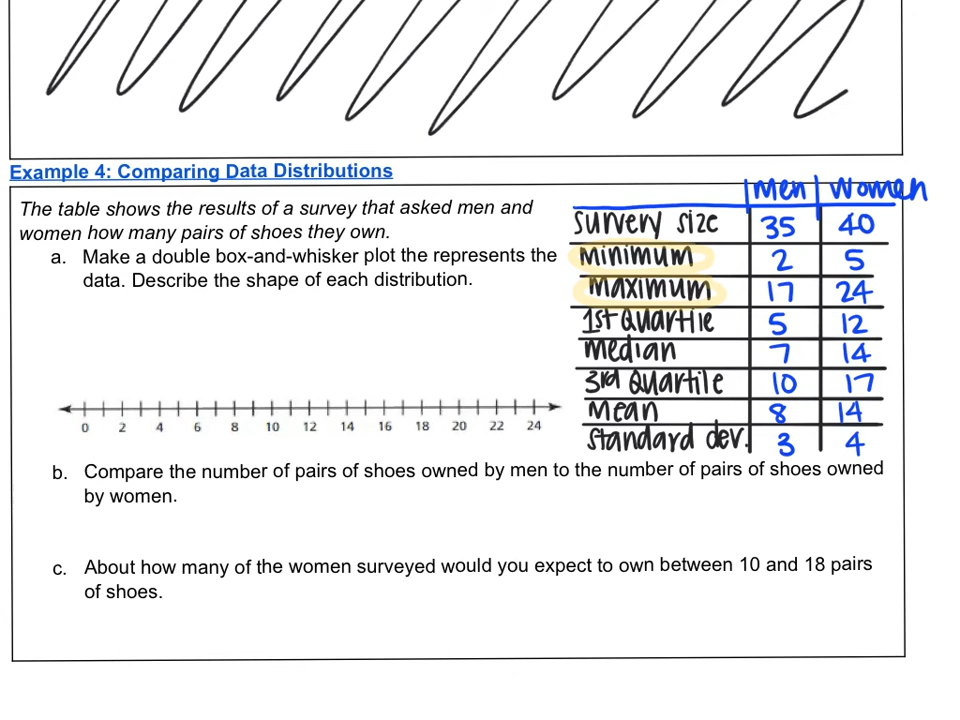 Example 4: Comparing Data Distributions
The table shows the results of a survey that asked men and
women how many pairs of shoes they own.
a. Make a double box-and-whisker plot the represents the
data. Describe the shape of each distribution.
Men Women
survery size 35 40
minimum 2 5
maximum 17 24
1st Quartile 5 12
median 7 14
3rd Quartile 10 17
Mean 8 14
standard dev. 3 4
0 2 4 6 8 10 12 14 16 18 20 22 24
b. Compare the number of pairs of shoes owned by men to the number of pairs of shoes owned
by women.
c. About how many of the women surveyed would you expect to own between 10 and 18 pairs
of shoes.